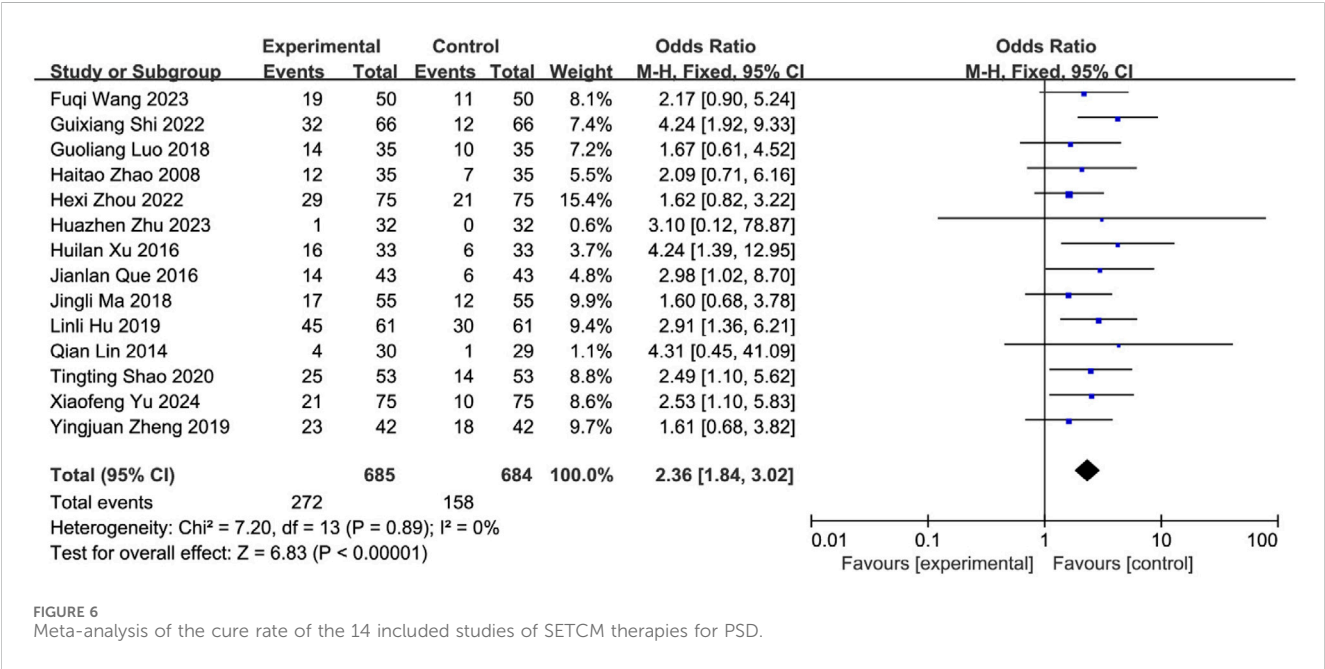 Experimental Control Odds Ratio Odds Ratio
Study or Subgroup Events Total Events Total Weight M-H, Fixed, 95% CI M-H, Fixed, 95% CI
Fuqi Wang 2023 19 50 11 50 8.1% 2.17 [0.90, 5.24]
Guixiang Shi 2022 32 66 12 66 7.4% 4.24 [1.92, 9.33]
Guoliang Luo 2018 14 35 10 35 7.2% 1.67 [0.61, 4.52]
Haitao Zhao 2008 12 35 7 35 5.5% 2.09 [0.71, 6.16]
Hexi Zhou 2022 29 75 21 75 15.4% 1.62 [0.82, 3.22]
Huazhen Zhu 2023 1 32 0 32 0.6% 3.10 [0.12, 78.87]
Huilan Xu 2016 16 33 6 33 3.7% 4.24 [1.39, 12.95]
Jianlan Que 2016 14 43 6 43 4.8% 2.98 [1.02, 8.70]
Jingli Ma 2018 17 55 12 55 9.9% 1.60 [0.68, 3.78]
Linli Hu 2019 45 61 30 61 9.4% 2.91 [1.36, 6.21]
Qian Lin 2014 4 30 1 29 1.1% 4.31 [0.45, 41.09]
Tingting Shao 2020 25 53 14 53 8.8% 2.49 [1.10, 5.62]
Xiaofeng Yu 2024 21 75 10 75 8.6% 2.53 [1.10, 5.83]
Yingjuan Zheng 2019 23 42 18 42 9.7% 1.61 [0.68, 3.82]
Total (95% CI) 685 684 100.0% 2.36 [1.84, 3.02]
Total events 272 158
Heterogeneity: Chi² = 7.20, df = 13 (P = 0.89); I² = 0%
Test for overall effect: Z = 6.83 (P < 0.00001)
0.01 0.1 1 10 100
Favours [experimental] Favours [control]
FIGURE 6
Meta-analysis of the cure rate of the 14 included studies of SETCM therapies for PSD.